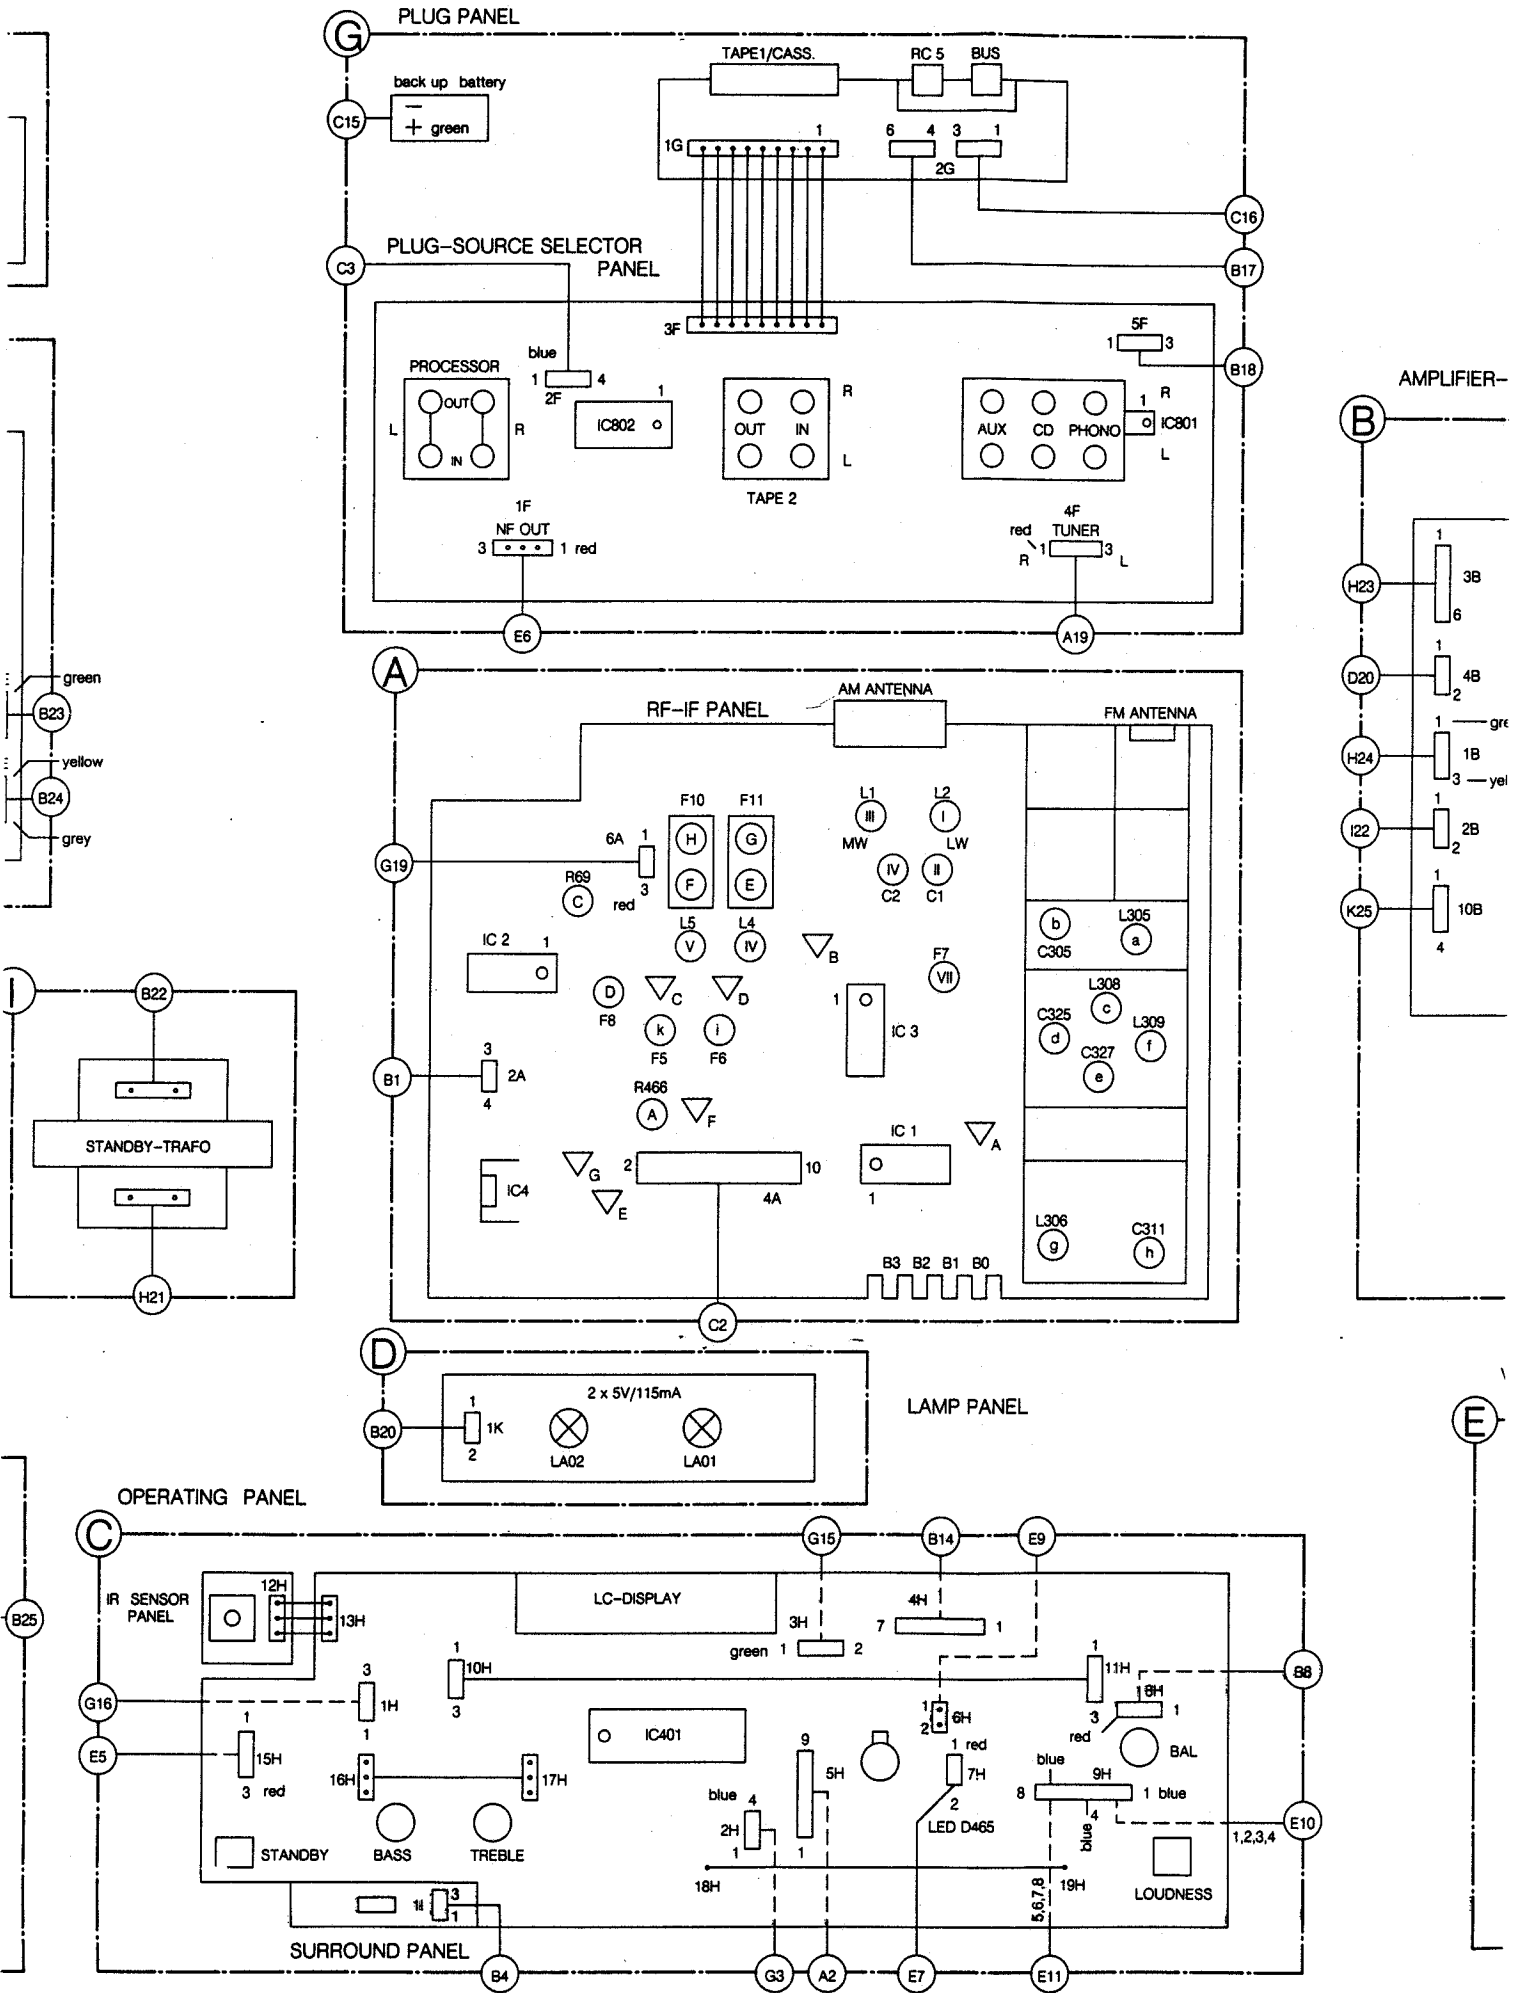 G
PLUG PANEL
C15
back up battery
−
+ green
TAPE1/CASS.
RC 5
BUS
1G
1
6
4
3
1
2G
C16
B17
C3
PLUG-SOURCE SELECTOR
PANEL
3F
5F
1
3
B18
PROCESSOR
OUT
L
R
IN
blue
1
4
2F
IC802
1
OUT
IN
R
L
TAPE 2
AUX
CD
PHONO
R
L
1
IC801
1F
NF OUT
3
1 red
4F
TUNER
red
R
1
3
L
E6
A19
AMPLIFIER-
B
H23
1
3B
6
D20
1
4B
2
H24
1
1B
3
I22
1
2B
2
K25
1
10B
4
green
B23
yellow
B24
grey
A
RF-IF PANEL
AM ANTENNA
FM ANTENNA
G19
6A
1
3
red
R69
C
F10
H
F
F11
G
E
L1
III
MW
L2
I
LW
IV
C2
II
C1
L5
V
L4
IV
B
F7
VII
b
C305
L305
a
IC 2
1
D
F8
C
D
k
F5
i
F6
1
IC 3
L308
c
C325
d
L309
f
C327
e
B1
3
2A
4
R466
A
F
IC 1
1
A
IC4
G
E
2
10
4A
L306
g
C311
h
B3
B2
B1
B0
C2
I
B22
STANDBY-TRAFO
H21
D
B20
1
1K
2
2 x 5V/115mA
LA02
LA01
LAMP PANEL
E
OPERATING PANEL
C
G15
B14
E9
IR SENSOR
PANEL
12H
13H
LC-DISPLAY
3H
green 1
2
4H
7
1
B25
G16
3
1H
1
1
10H
3
1
11H
3
red
8H
1
B8
E5
1
15H
3 red
16H
17H
IC401
1
2
6H
1 red
7H
2
LED D465
BAL
blue
8
9H
1 blue
4
blue
E10
1,2,3,4
9
5H
1
blue
4
2H
1
STANDBY
BASS
TREBLE
18H
19H
5,6,7,8
LOUDNESS
3
1
SURROUND PANEL
B4
G3
A2
E7
E11